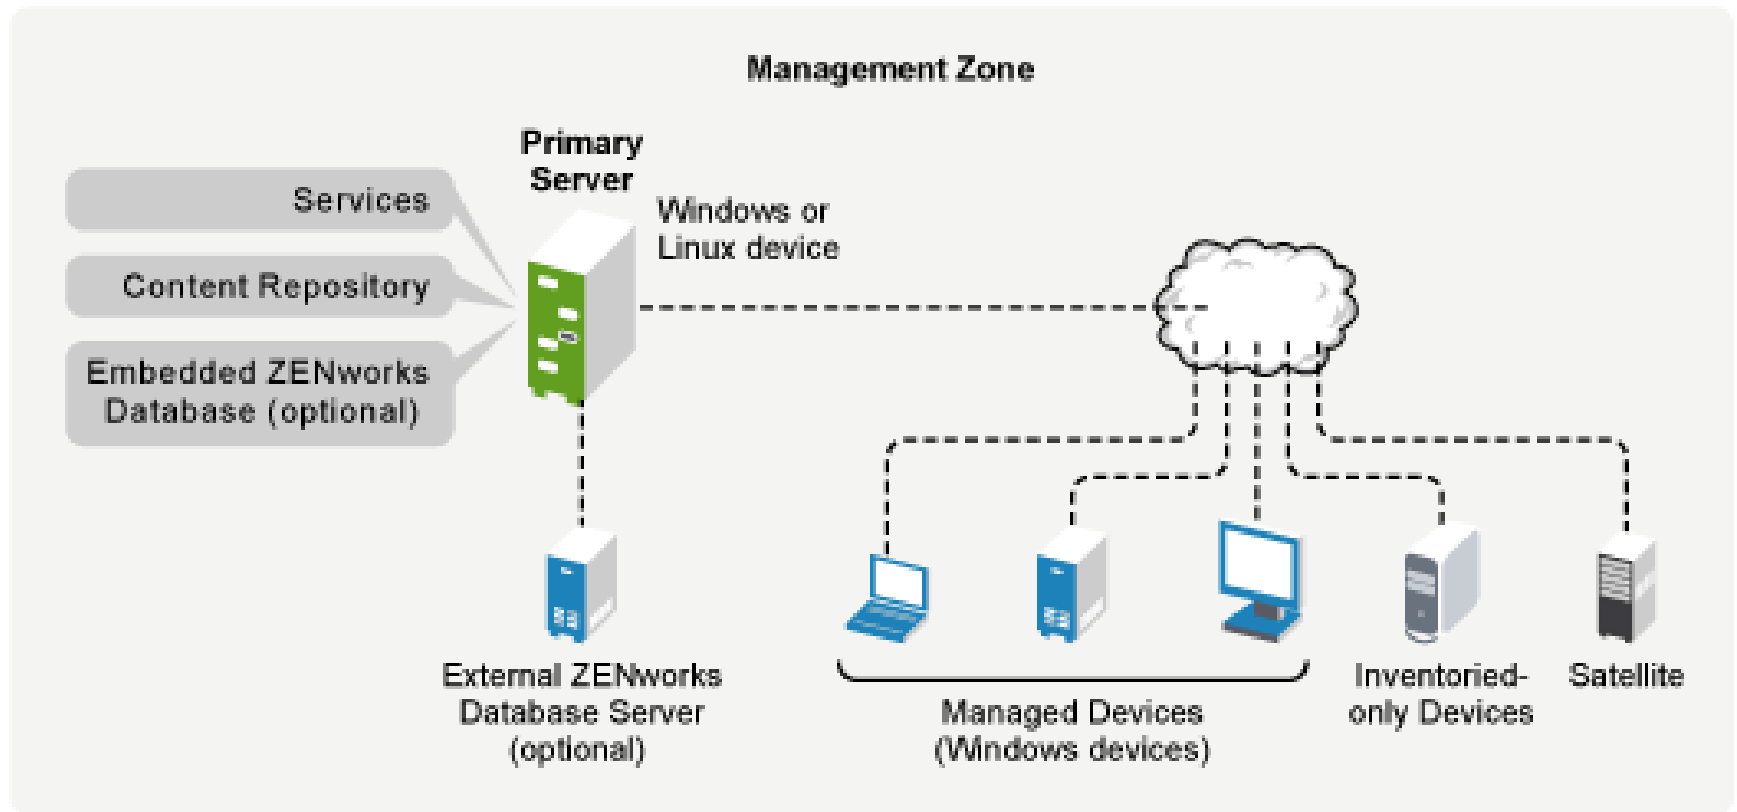 Management Zone
Primary
Server
Windows or
Linux device
Services
Content Repository
Embedded ZENworks
Database (optional)
External ZENworks
Database Server
(optional)
Managed Devices
(Windows devices)
Inventoried-
only Devices
Satellite